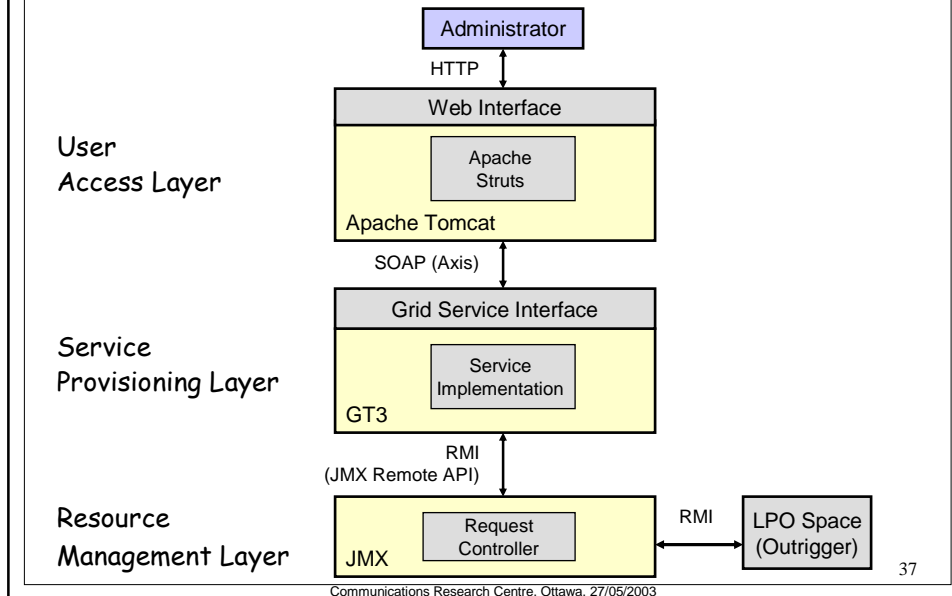 Administrator
HTTP
Web Interface
User
Access Layer
Apache
Struts
Apache Tomcat
SOAP (Axis)
Grid Service Interface
Service
Provisioning Layer
Service
Implementation
GT3
RMI
(JMX Remote API)
Resource
Management Layer
Request
Controller
JMX
RMI
LPO Space
(Outrigger)
37
Communications Research Centre, Ottawa, 27/05/2003